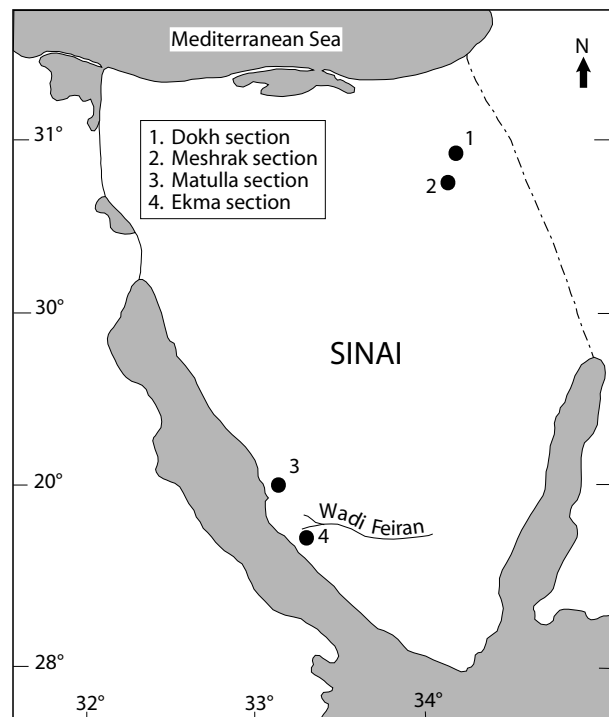 Mediterranean Sea
N
31°
1. Dokh section
2. Meshrak section
3. Matulla section
4. Ekma section
1
2
30°
SINAI
3
20°
Wadi Feiran
4
28°
32°
33°
34°